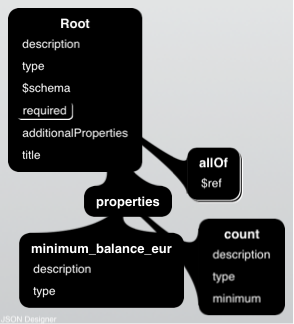 Root
description
type
$schema
required
additionalProperties
title
allOf
$ref
properties
minimum_balance_eur
description
type
count
description
type
minimum
JSON Designer